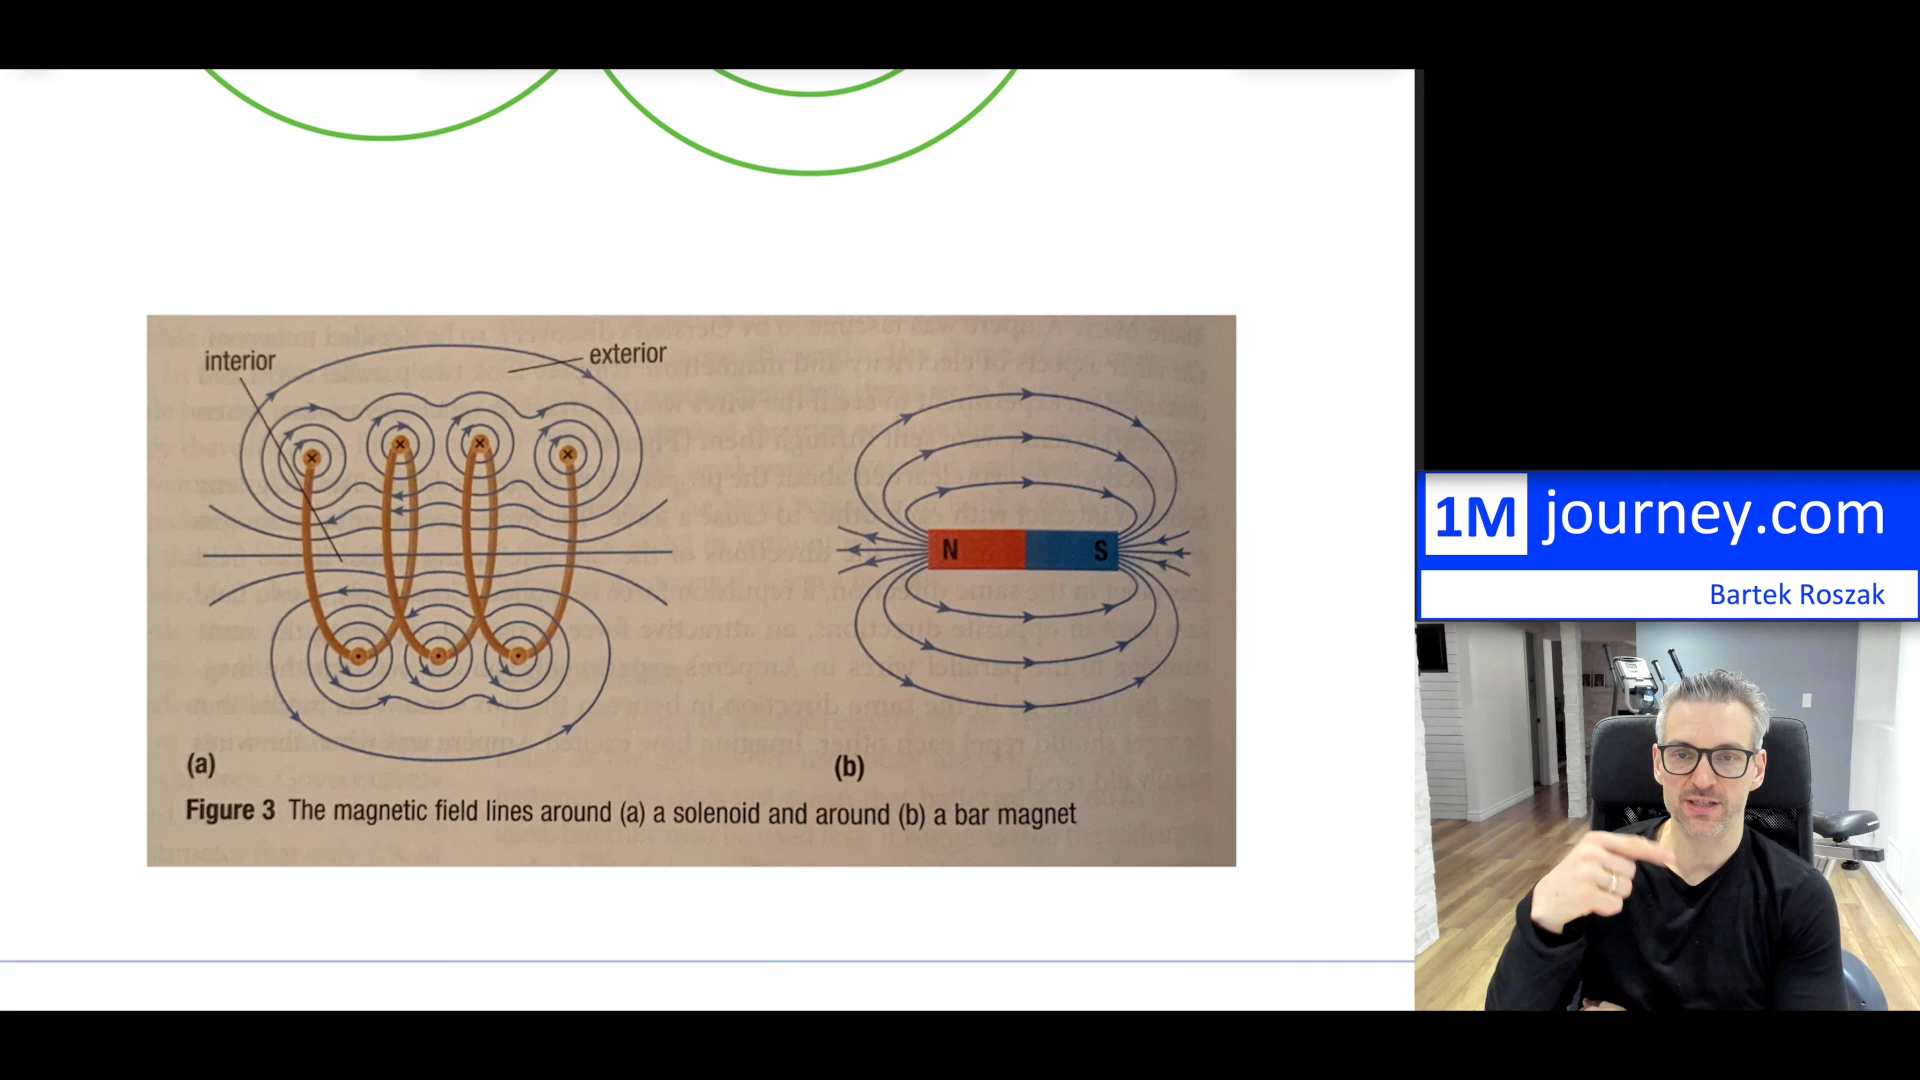 interior
exterior
N
S
(a)
(b)
Figure 3 The magnetic field lines around (a) a solenoid and around (b) a bar magnet
1M journey.com
Bartek Roszak